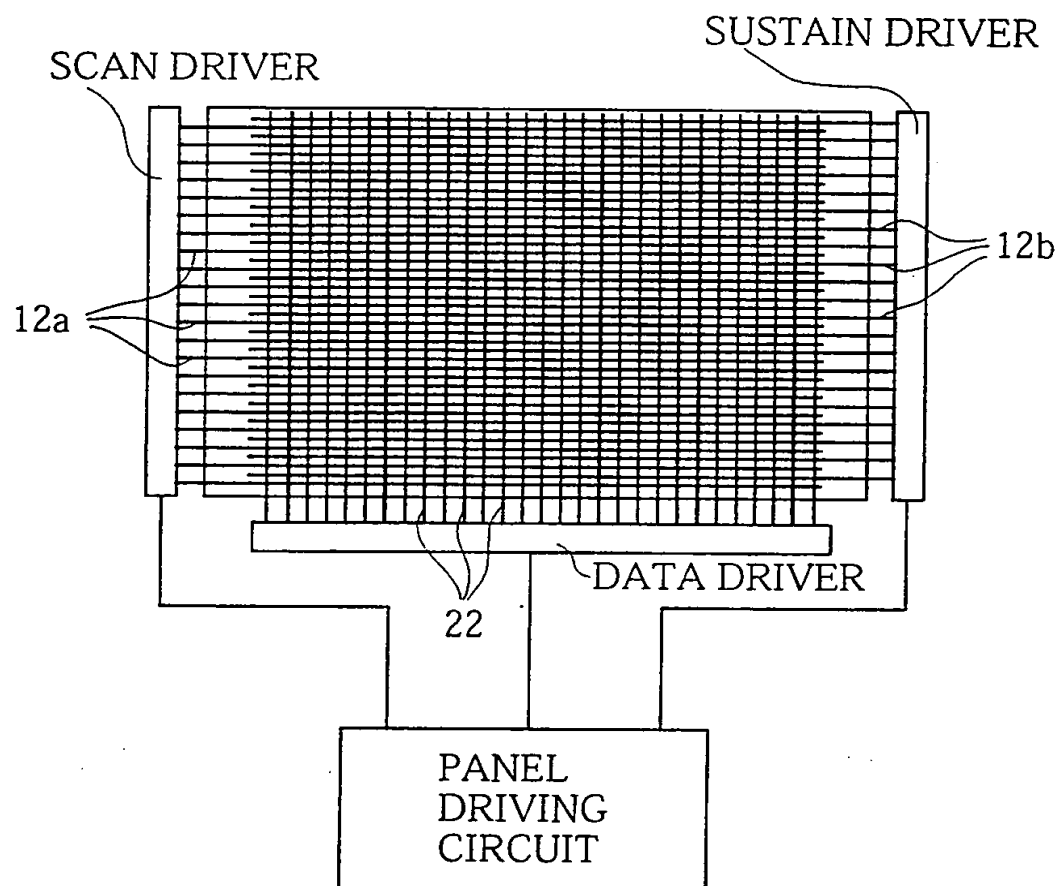 SUSTAIN DRIVER
SCAN DRIVER
12b
12a
DATA DRIVER
22
PANEL
DRIVING
CIRCUIT